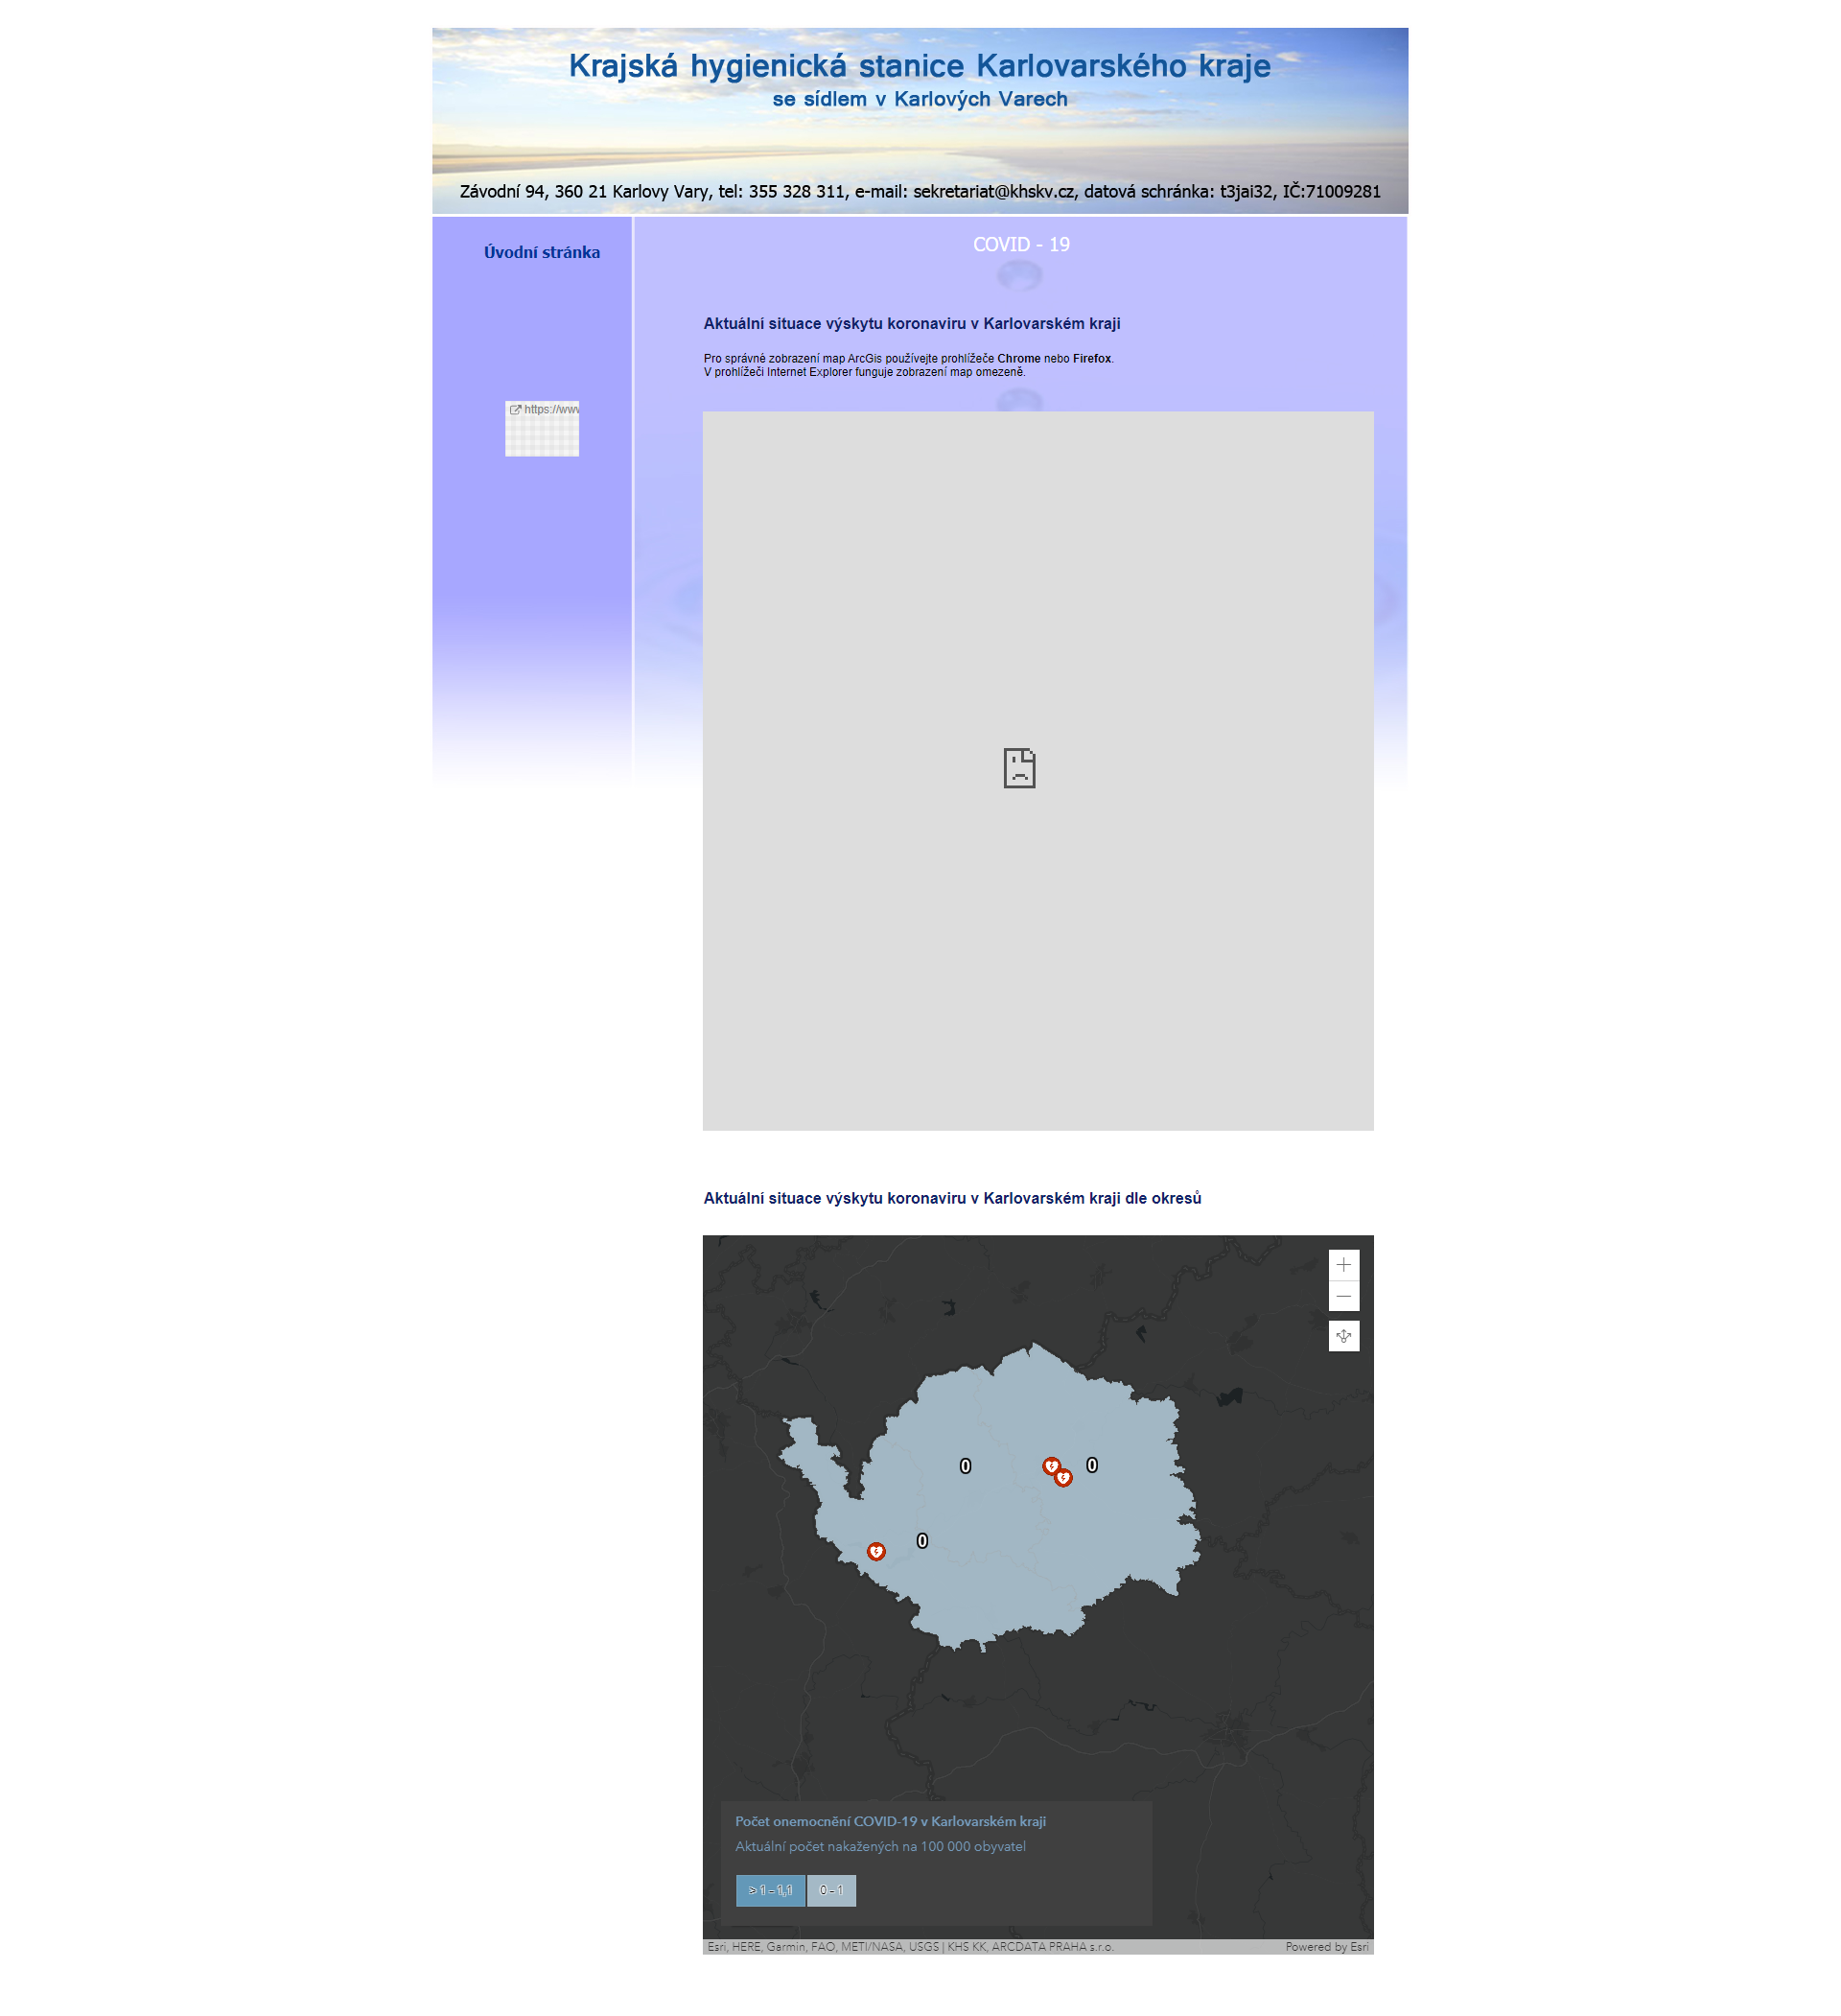 Krajská hygienická stanice Karlovarského kraje
se sídlem v Karlových Varech
Závodní 94, 360 21 Karlovy Vary, tel: 355 328 311, e-mail: sekretariat@khskv.cz, datová schránka: t3jai32, IČ:71009281
Úvodní stránka
https://www
COVID - 19
Aktuální situace výskytu koronaviru v Karlovarském kraji
Pro správné zobrazení map ArcGis používejte prohlížeče Chrome nebo Firefox.
V prohlížeči Internet Explorer funguje zobrazení map omezeně.
Aktuální situace výskytu koronaviru v Karlovarském kraji dle okresů
0
0
0
Počet onemocnění COVID-19 v Karlovarském kraji
Aktuální počet nakažených na 100 000 obyvatel
> 1 – 1,1
0 – 1
Esri, HERE, Garmin, FAO, METI/NASA, USGS | KHS KK, ARCDATA PRAHA s.r.o.
Powered by Esri